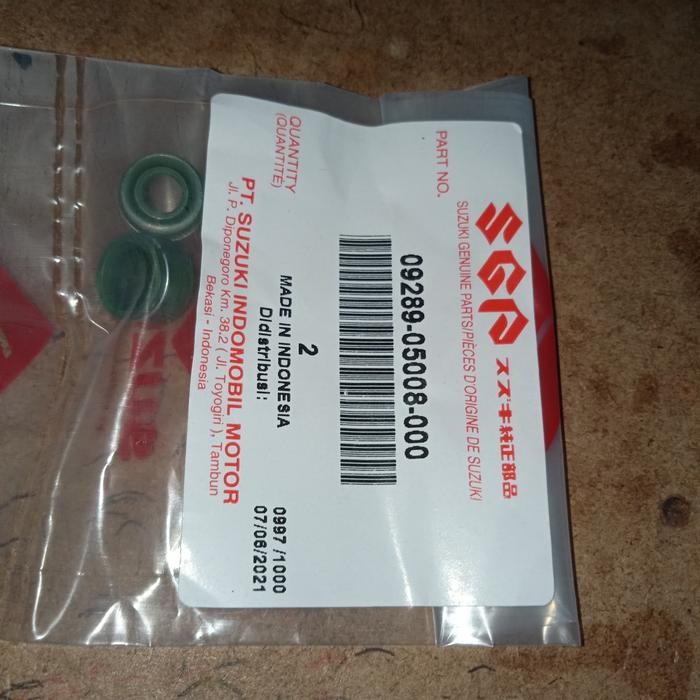 SGP スズキ純正部品
SUZUKI GENUINE PARTS/PIÈCES D'ORIGINE DE SUZUKI
PART NO.
09289-05008-000
QUANTITY
(QUANTITÉ)
2
MADE IN INDONESIA
0997 /1000
Didistribusi:
07/06/2021
PT. SUZUKI INDOMOBIL MOTOR
Jl. P. Diponegoro Km. 38.2 ( Jl. Toyogiri ), Tambun
Bekasi - Indonesia